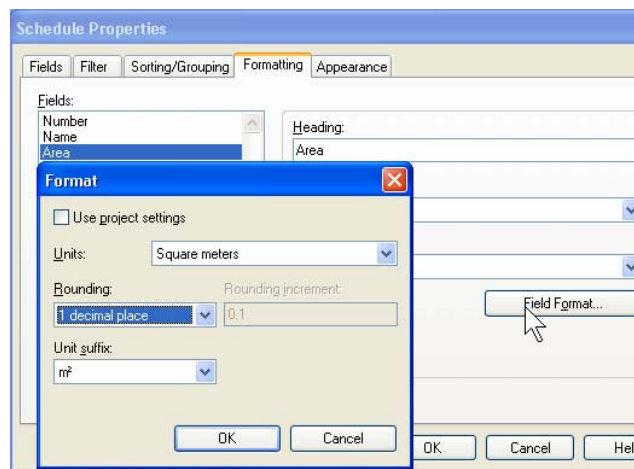 Schedule Properties
Fields Filter Sorting/Grouping Formatting Appearance
Fields:
Number
Name
Area
Heading:
Area
Format
Use project settings
Units: Square meters
Rounding: Rounding increment:
1 decimal place 0.1
Field Format...
Unit suffix:
m²
OK Cancel
OK Cancel Hel